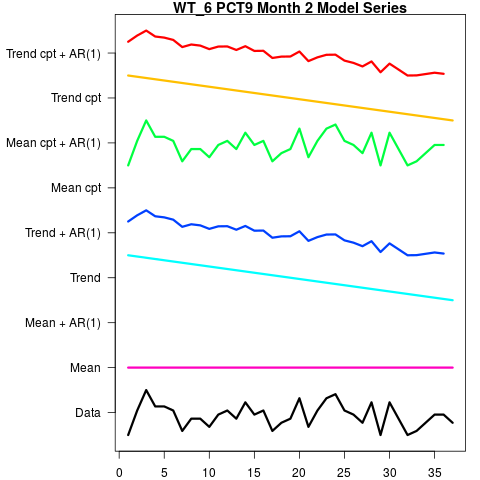 WT_6 PCT9 Month 2 Model Series
Trend cpt + AR(1)
Trend cpt
Mean cpt + AR(1)
Mean cpt
Trend + AR(1)
Trend
Mean + AR(1)
Mean
Data
0 5 10 15 20 25 30 35